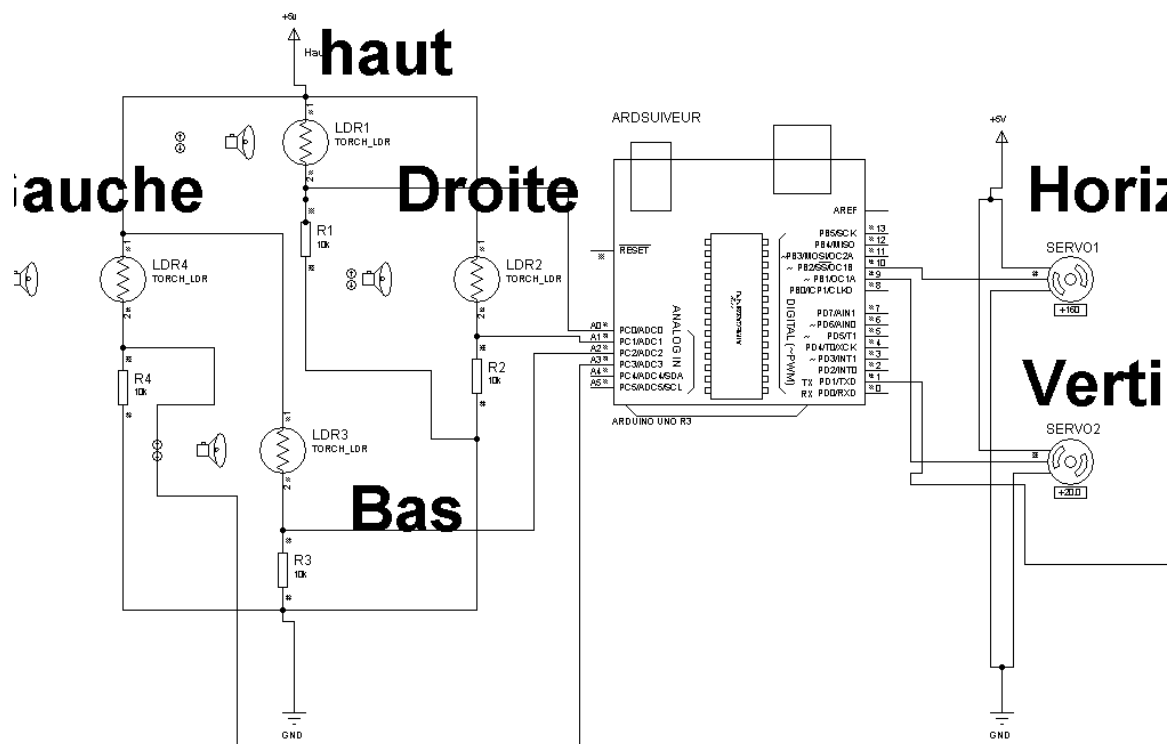 +5v
haut
LDR1
TORCH_LDR
auche
Droite
R1
10k
LDR4
TORCH_LDR
LDR2
TORCH_LDR
R4
10k
R2
10k
LDR3
TORCH_LDR
Bas
R3
10k
GND
ARDSUIVEUR
RESET
AREF
PB5/SCK 13
PB4/MISO 12
~PB3/MOSI/OC2A 11
~ PB2/SS/OC1B 10
~ PB1/OC1A 9
PB0/ICP1/CLKO 8
PD7/AIN1 7
~ PD6/AIN0 6
~ PD5/T1 5
PD4/T0/XCK 4
~ PD3/INT1 3
PD2/INT0 2
TX PD1/TXD 1
RX PD0/RXD 0
A0 PC0/ADC0
A1 PC1/ADC1
A2 PC2/ADC2
A3 PC3/ADC3
A4 PC4/ADC4/SDA
A5 PC5/ADC5/SCL
ANALOG IN
DIGITAL (~PWM)
ARDUINO UNO R3
+5V
Horiz
SERVO1
+16.0
Verti
SERVO2
+20.0
GND